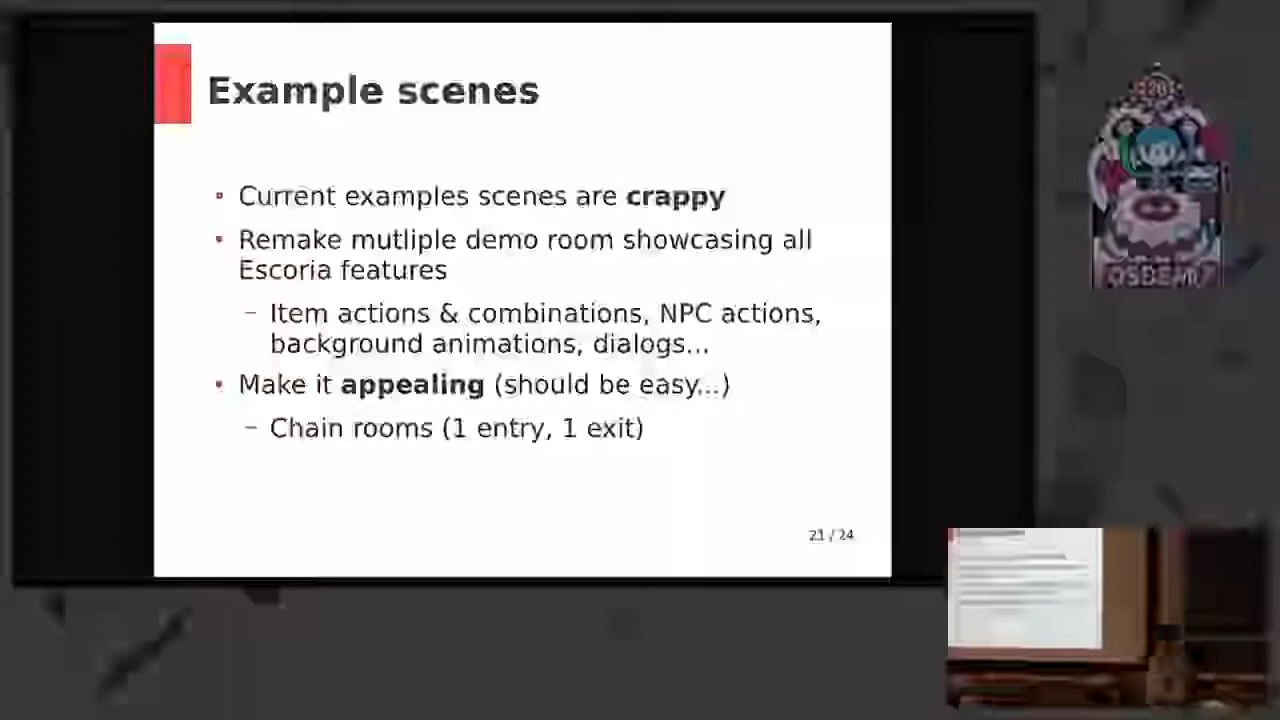 Example scenes
Current examples scenes are crappy
Remake mutliple demo room showcasing all
Escoria features
– Item actions & combinations, NPC actions,
background animations, dialogs...
Make it appealing (should be easy...)
– Chain rooms (1 entry, 1 exit)
21 / 24